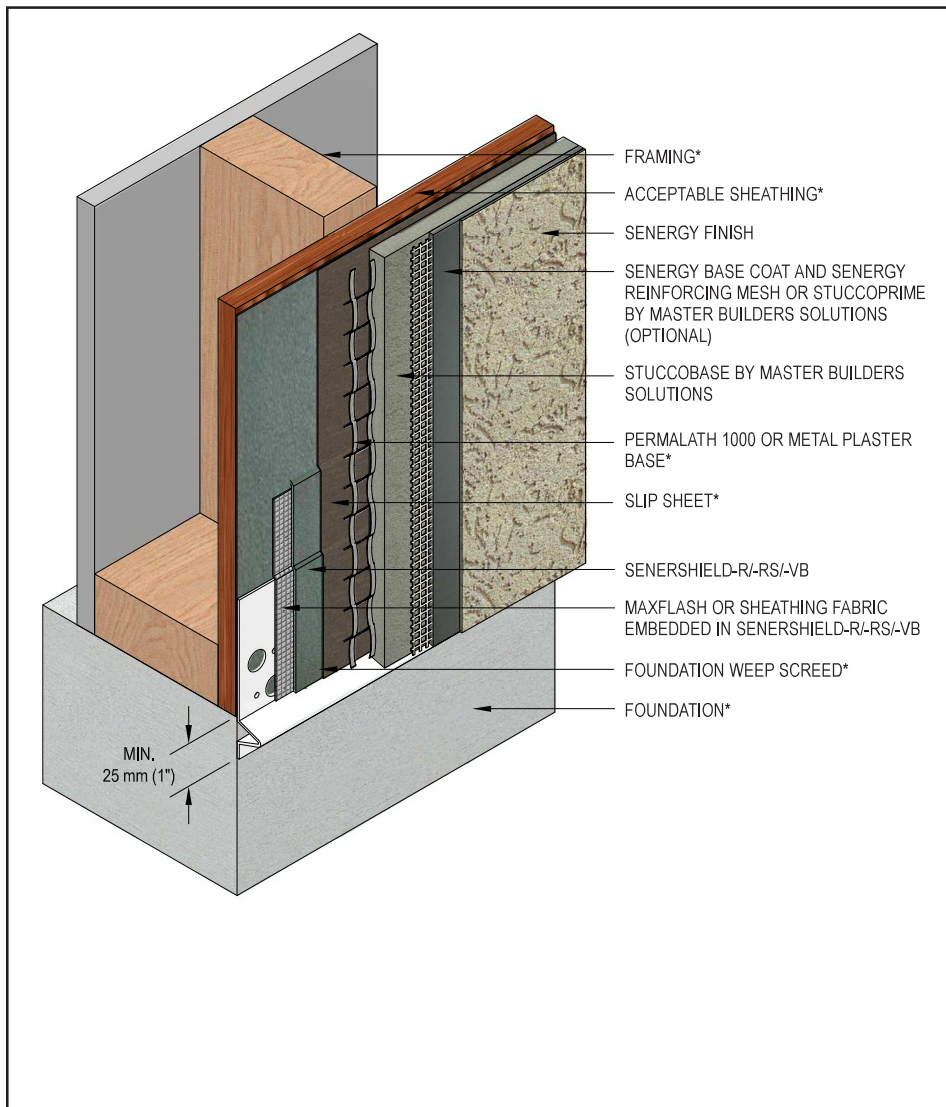 FRAMING*
ACCEPTABLE SHEATHING*
SENERGY FINISH
SENERGY BASE COAT AND SENERGY
REINFORCING MESH OR STUCCOPRIME
BY MASTER BUILDERS SOLUTIONS
(OPTIONAL)
STUCCOBASE BY MASTER BUILDERS
SOLUTIONS
PERMALATH 1000 OR METAL PLASTER
BASE*
SLIP SHEET*
SENERSHIELD-R/-RS/-VB
MAXFLASH OR SHEATHING FABRIC
EMBEDDED IN SENERSHIELD-R/-RS/-VB
FOUNDATION WEEP SCREED*
FOUNDATION*
MIN.
25 mm (1")